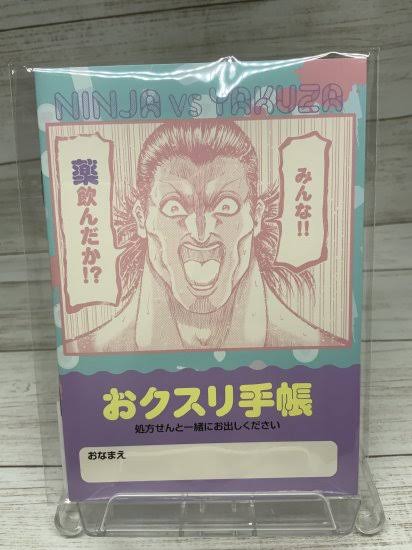 NINJA VS YAKUZA
みんな!!
薬飲んだか!?
おクスリ手帳
処方せんと一緒にお出しください
おなまえ